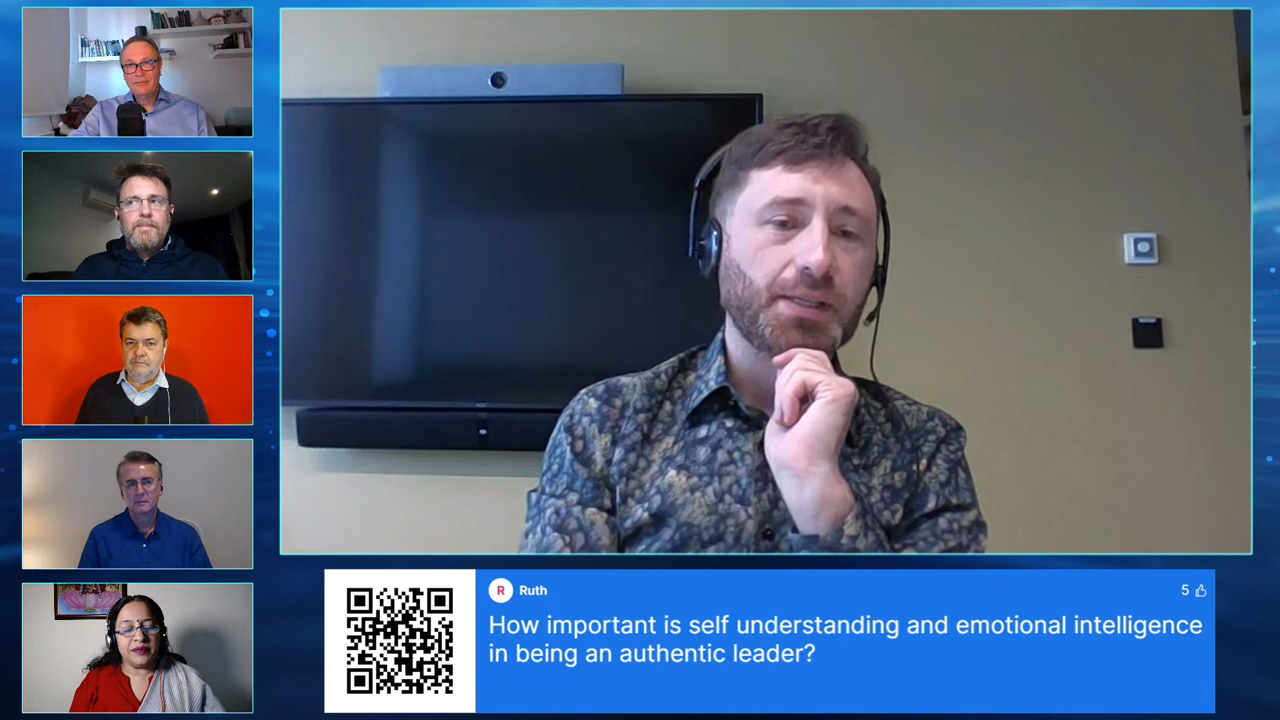 R Ruth
5
How important is self understanding and emotional intelligence
in being an authentic leader?